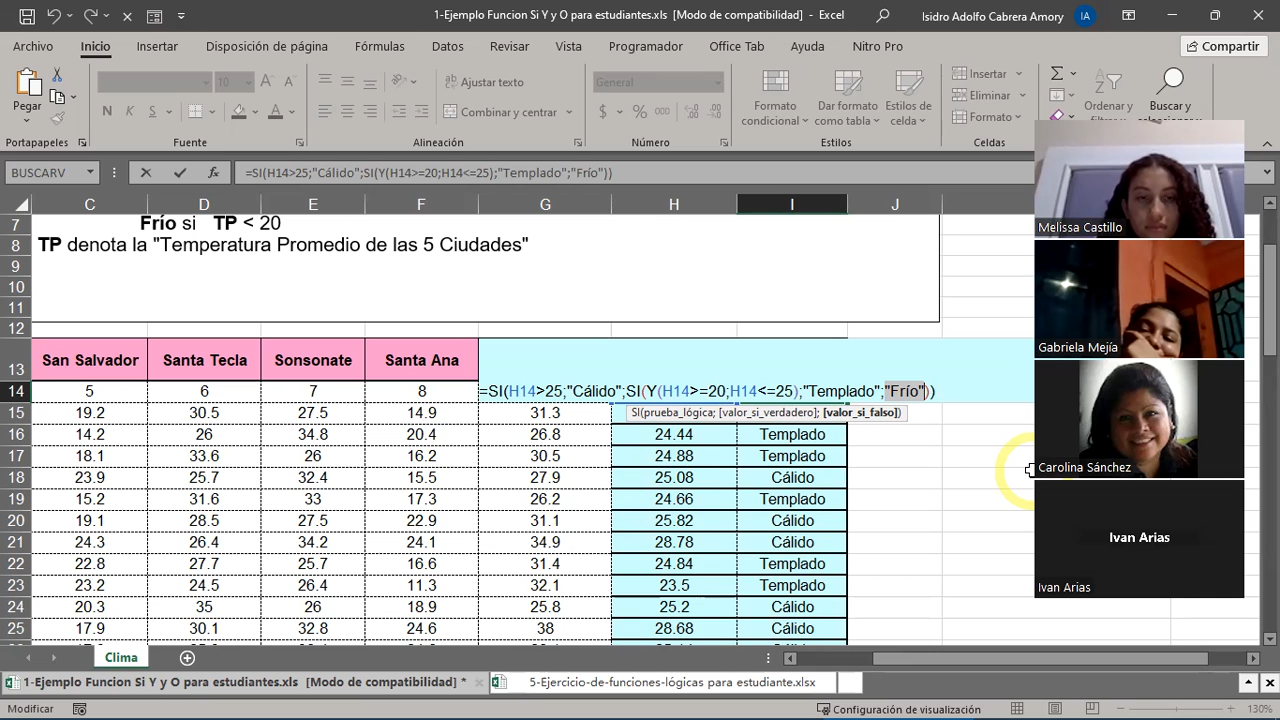 1-Ejemplo Funcion Si Y y O para estudiantes.xls [Modo de compatibilidad] - Excel
Isidro Adolfo Cabrera Amory
IA
Archivo Inicio Insertar Disposición de página Fórmulas Datos Revisar Vista Programador Office Tab Ayuda Nitro Pro Compartir
Pegar
10
N K S
Ajustar texto
Combinar y centrar
General
$ % 000
Formato condicional
Dar formato como tabla
Estilos de celda
Insertar
Eliminar
Formato
Ordenar y
Buscar y
Portapapeles Fuente Alineación Número Estilos Celdas
BUSCARV
=SI(H14>25;"Cálido";SI(Y(H14>=20;H14<=25);"Templado";"Frío"))
C D E F G H I J
7 Frío si TP < 20
8 TP denota la "Temperatura Promedio de las 5 Ciudades"
9
10
11
12
13 San Salvador Santa Tecla Sonsonate Santa Ana
14 5 6 7 8 =SI(H14>25;"Cálido";SI(Y(H14>=20;H14<=25);"Templado";"Frío"))
SI(prueba_lógica; [valor_si_verdadero]; [valor_si_falso])
15 19.2 30.5 27.5 14.9 31.3
16 14.2 26 34.8 20.4 26.8 24.44 Templado
17 18.1 33.6 26 16.2 30.5 24.88 Templado
18 23.9 25.7 32.4 15.5 27.9 25.08 Cálido
19 15.2 31.6 33 17.3 26.2 24.66 Templado
20 19.1 28.5 27.5 22.9 31.1 25.82 Cálido
21 24.3 26.4 34.2 24.1 34.9 28.78 Cálido
22 22.8 27.7 25.7 16.6 31.4 24.84 Templado
23 23.2 24.5 26.4 11.3 32.1 23.5 Templado
24 20.3 35 26 18.9 25.8 25.2 Cálido
25 17.9 30.1 32.8 24.6 38 28.68 Cálido
Melissa Castillo
Gabriela Mejía
Carolina Sánchez
Ivan Arias
Ivan Arias
Clima
1-Ejemplo Funcion Si Y y O para estudiantes.xls [Modo de compatibilidad] *
5-Ejercicio-de-funciones-lógicas para estudiante.xlsx
Modificar
Configuración de visualización
130%